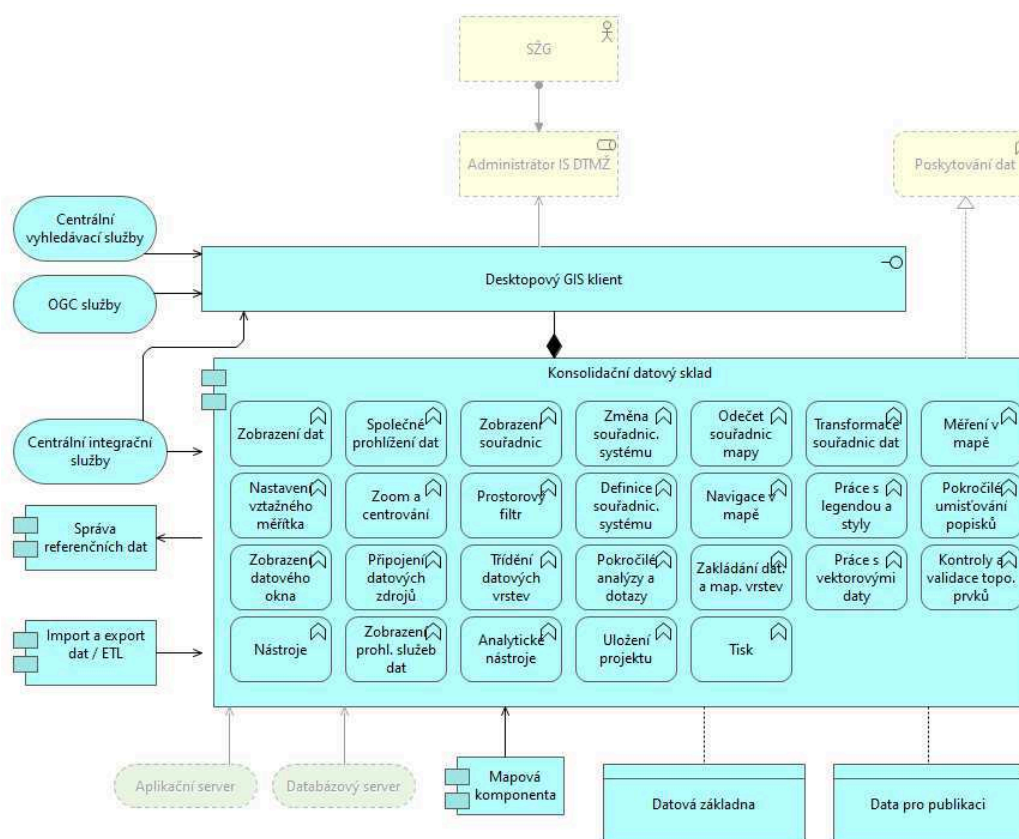 SŽG
Administrátor IS DTMŽ
Poskytování dat
Centrální
vyhledávací služby
Desktopový GIS klient
OGC služby
Konsolidační datový sklad
Zobrazení dat
Společné
prohlížení dat
Zobrazení
souřadnic
Změna
souřadnic.
systému
Odečet
souřadnic
mapy
Transformace
souřadnic dat
Měření v
mapě
Centrální integrační
služby
Nastavení
vztažného
měřítka
Zoom a
centrování
Prostorový
filtr
Definice
souřadnic.
systému
Navigace v
mapě
Práce s
legendou a
styly
Pokročilé
umisťování
popisků
Správa
referenčních dat
Zobrazení
datového
okna
Připojení
datových
zdrojů
Třídění
datových
vrstev
Pokročilé
analýzy a
dotazy
Zakládání dat.
a map. vrstev
Práce s
vektorovými
daty
Kontroly a
validace topo.
prvků
Import a export
dat / ETL
Nástroje
Zobrazení
prohl. služeb
dat
Analytické
nástroje
Uložení
projektu
Tisk
Aplikační server
Databázový server
Mapová
komponenta
Datová základna
Data pro publikaci